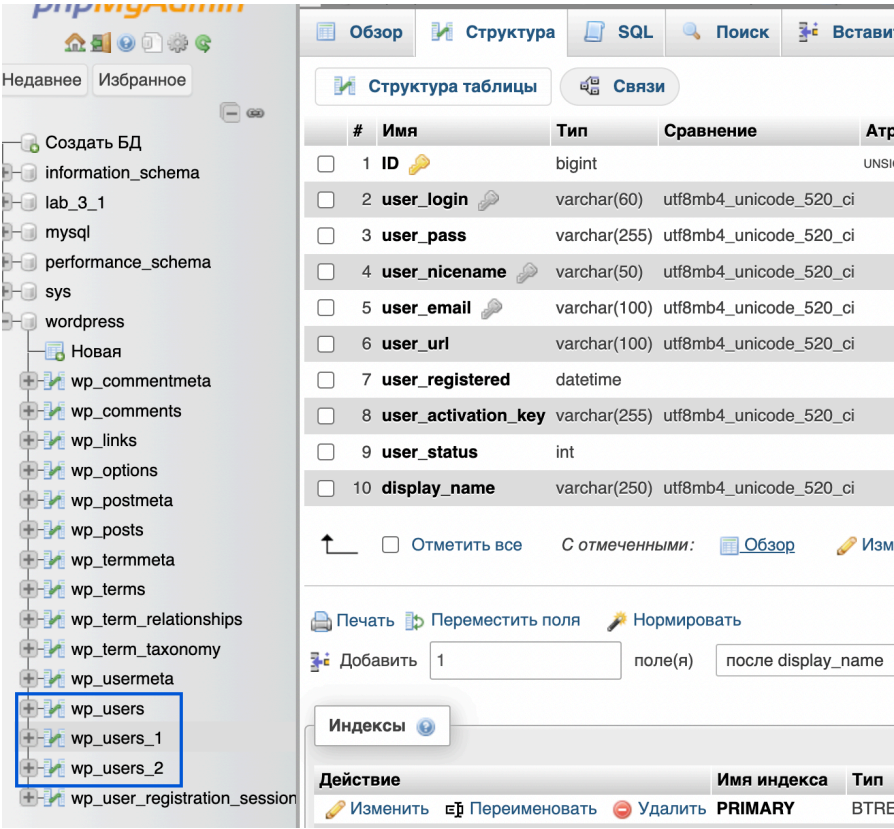 phpMyAdmin
Недавнее Избранное
Создать БД
information_schema
lab_3_1
mysql
performance_schema
sys
wordpress
Новая
wp_commentmeta
wp_comments
wp_links
wp_options
wp_postmeta
wp_posts
wp_termmeta
wp_terms
wp_term_relationships
wp_term_taxonomy
wp_usermeta
wp_users
wp_users_1
wp_users_2
wp_user_registration_session
Обзор Структура SQL Поиск Встави
Структура таблицы Связи
# Имя Тип Сравнение Атр
1 ID bigint UNSI
2 user_login varchar(60) utf8mb4_unicode_520_ci
3 user_pass varchar(255) utf8mb4_unicode_520_ci
4 user_nicename varchar(50) utf8mb4_unicode_520_ci
5 user_email varchar(100) utf8mb4_unicode_520_ci
6 user_url varchar(100) utf8mb4_unicode_520_ci
7 user_registered datetime
8 user_activation_key varchar(255) utf8mb4_unicode_520_ci
9 user_status int
10 display_name varchar(250) utf8mb4_unicode_520_ci
Отметить все С отмеченными: Обзор Изм
Печать Переместить поля Нормировать
Добавить 1 поле(я) после display_name
Индексы
Действие Имя индекса Тип
Изменить Переименовать Удалить PRIMARY BTRE